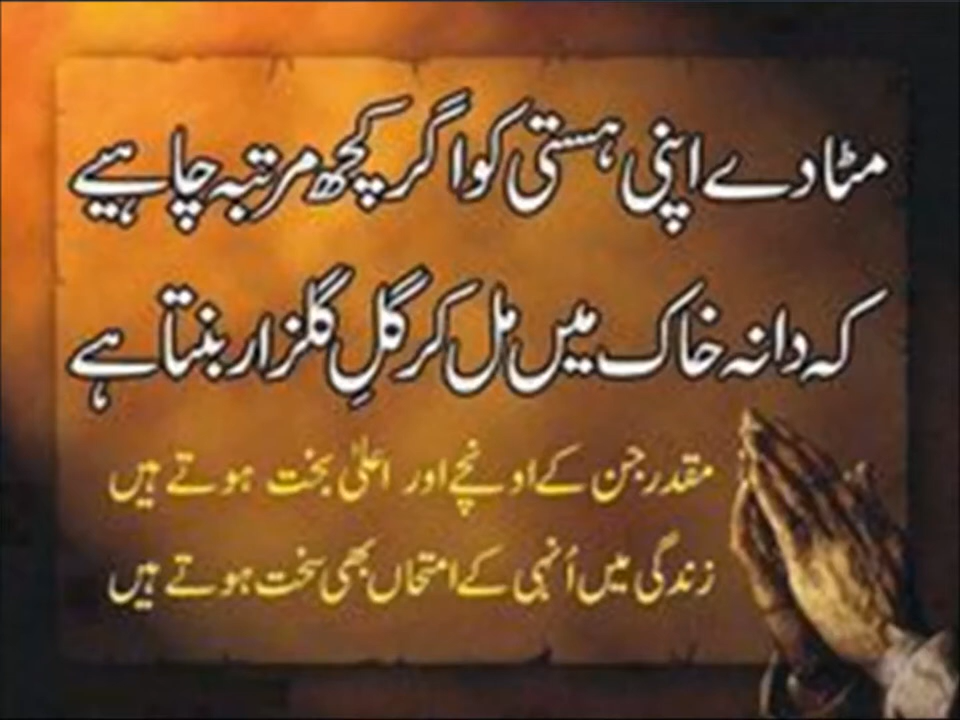 مٹا دے اپنی ہستی کو اگر کچھ مرتبہ چاہیے
کہ دانہ خاک میں مل کر گلِ گلزار بنتا ہے
مقدر جن کے اونچے اور اعلیٰ بخت ہوتے ہیں
زندگی میں اُنہی کے امتحاں بھی سخت ہوتے ہیں